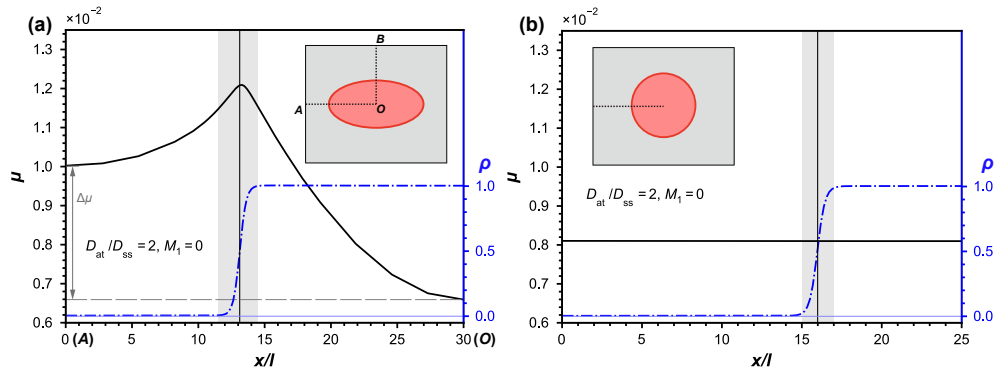 (a)
×10⁻²
1.3
1.2
1.1
1.0
0.9
0.8
0.7
0.6
μ
Δμ
D_at/D_ss = 2, M₁ = 0
A
B
O
ρ
1.0
0.5
0.0
0 5 10 15 20 25 30
(A) (O)
x/l
(b)
×10⁻²
1.3
1.2
1.1
1.0
0.9
0.8
0.7
0.6
μ
D_at/D_ss = 2, M₁ = 0
ρ
1.0
0.5
0.0
0 5 10 15 20 25
x/l